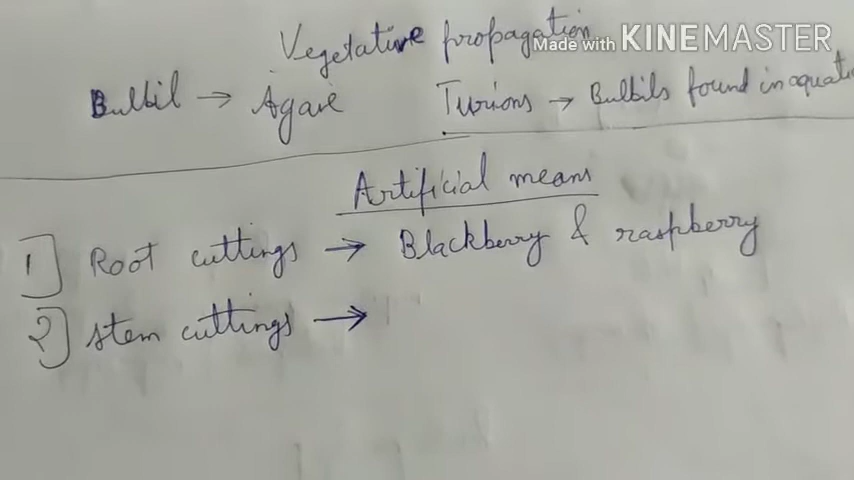 Vegetative propagation
Made with KINEMASTER
Bulbil → Agave Turions → Bulbils found in aquati
Artificial means
1] Root cuttings → Blackberry & raspberry
2] Stem cuttings →